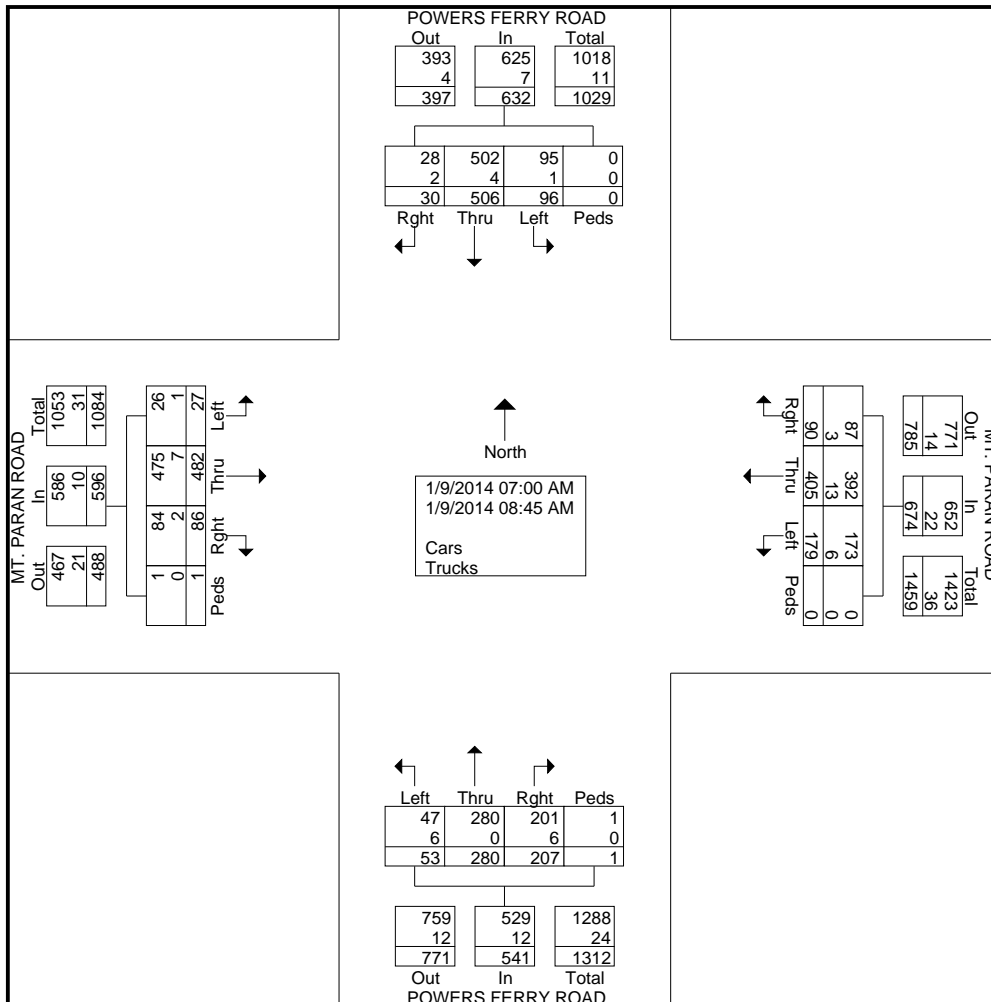 POWERS FERRY ROAD
Out In Total
393 625 1018
4 7 11
397 632 1029
28 502 95 0
2 4 1 0
30 506 96 0
Rght Thru Left Peds
MT. PARAN ROAD
Total In Out
1053 586 467
31 10 21
1084 596 488
26 475 84 1
1 7 2 0
27 482 86 1
Left Thru Rght Peds
North
1/9/2014 07:00 AM
1/9/2014 08:45 AM
Cars
Trucks
Rght Thru Left Peds
90 405 179 0
3 13 6 0
87 392 173 0
785 674 1459
14 22 36
771 652 1423
Out In Total
MT. PARAN ROAD
Left Thru Rght Peds
47 280 201 1
6 0 6 0
53 280 207 1
759 529 1288
12 12 24
771 541 1312
Out In Total
POWERS FERRY ROAD